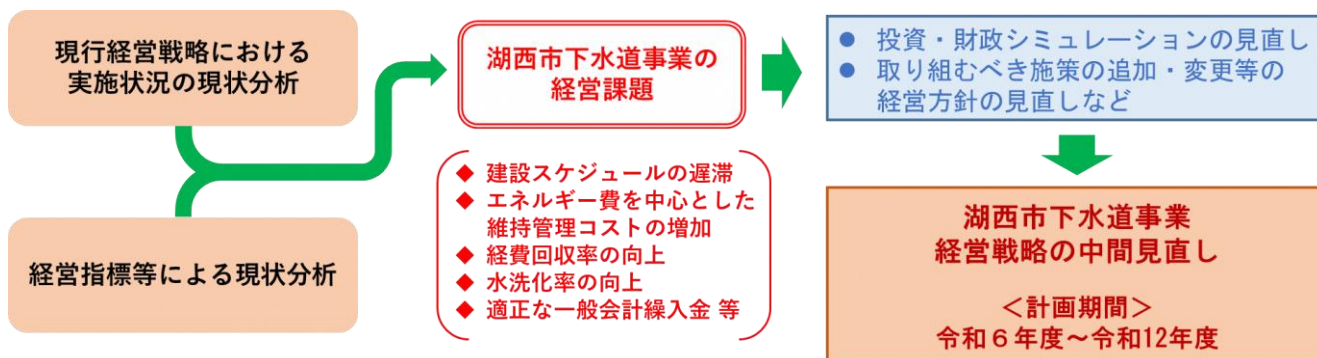 現行経営戦略における
実施状況の現状分析
経営指標等による現状分析
湖西市下水道事業の
経営課題
◆ 建設スケジュールの遅滞
◆ エネルギー費を中心とした
維持管理コストの増加
◆ 経費回収率の向上
◆ 水洗化率の向上
◆ 適正な一般会計繰入金 等
● 投資・財政シミュレーションの見直し
● 取り組むべき施策の追加・変更等の
経営方針の見直しなど
湖西市下水道事業
経営戦略の中間見直し
＜計画期間＞
令和６年度～令和12年度